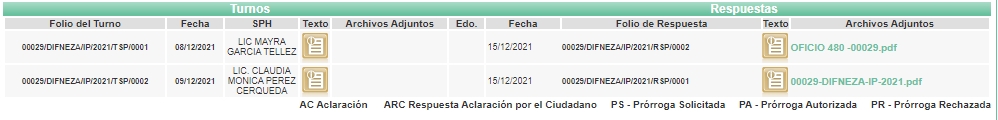 Turnos Respuestas
Folio del Turno Fecha SPH Texto Archivos Adjuntos Edo. Fecha Folio de Respuesta Texto Archivos Adjuntos
00029/DIFNEZA/IP/2021/TSP/0001 08/12/2021 LIC MAYRA GARCIA TELLEZ 15/12/2021 00029/DIFNEZA/IP/2021/RSP/0002 OFICIO 480 -00029.pdf
00029/DIFNEZA/IP/2021/TSP/0002 09/12/2021 LIC. CLAUDIA MONICA PEREZ CERQUEDA 15/12/2021 00029/DIFNEZA/IP/2021/RSP/0001 00029-DIFNEZA-IP-2021.pdf
AC Aclaración ARC Respuesta Aclaración por el Ciudadano PS - Prórroga Solicitada PA - Prórroga Autorizada PR - Prórroga Rechazada